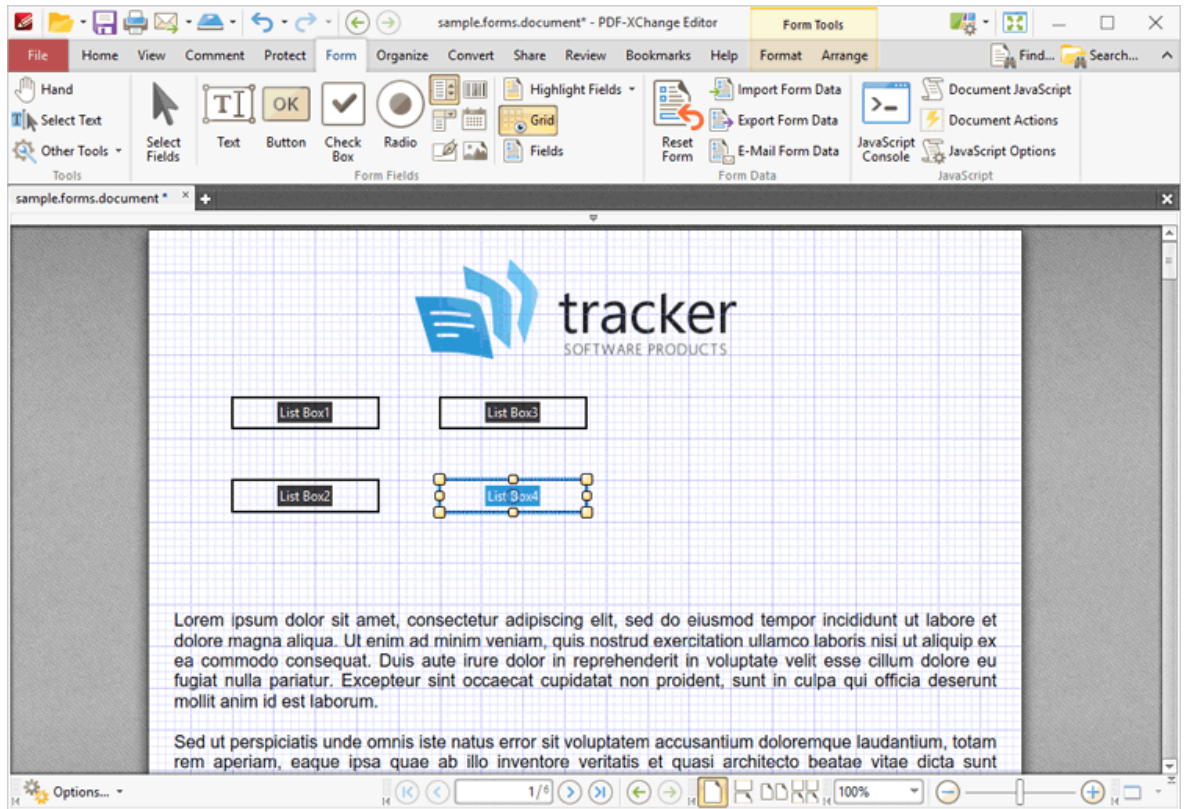 sample.forms.document* - PDF-XChange Editor
Form Tools
File Home View Comment Protect Form Organize Convert Share Review Bookmarks Help Format Arrange Find... Search...
Hand
Select Text
Other Tools
Tools
Select Fields
Text
Button
OK
Check Box
Radio
Highlight Fields
Grid
Fields
Form Fields
Reset Form
Import Form Data
Export Form Data
E-Mail Form Data
Form Data
JavaScript Console
Document JavaScript
Document Actions
JavaScript Options
JavaScript
sample.forms.document *
tracker
SOFTWARE PRODUCTS
List Box1 List Box3
List Box2 List Box4
Lorem ipsum dolor sit amet, consectetur adipiscing elit, sed do eiusmod tempor incididunt ut labore et
dolore magna aliqua. Ut enim ad minim veniam, quis nostrud exercitation ullamco laboris nisi ut aliquip ex
ea commodo consequat. Duis aute irure dolor in reprehenderit in voluptate velit esse cillum dolore eu
fugiat nulla pariatur. Excepteur sint occaecat cupidatat non proident, sunt in culpa qui officia deserunt
mollit anim id est laborum.
Sed ut perspiciatis unde omnis iste natus error sit voluptatem accusantium doloremque laudantium, totam
rem aperiam, eaque ipsa quae ab illo inventore veritatis et quasi architecto beatae vitae dicta sunt
Options... 1/6 100%